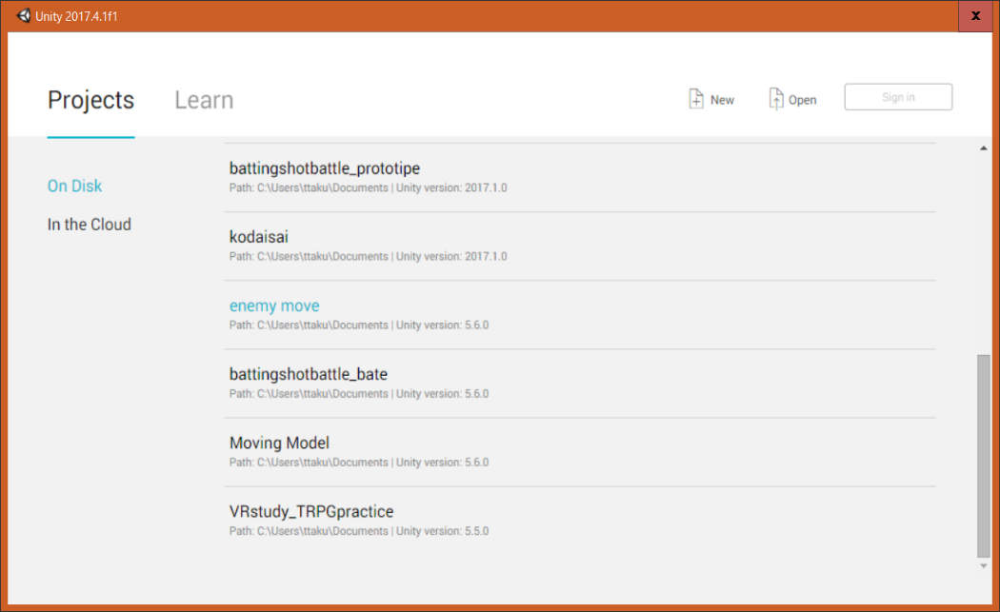 Unity 2017.4.1f1
x
Projects
Learn
New
Open
Sign in
On Disk
In the Cloud
battingshotbattle_prototipe
Path: C:\Users\ttaku\Documents | Unity version: 2017.1.0
kodaisai
Path: C:\Users\ttaku\Documents | Unity version: 2017.1.0
enemy move
Path: C:\Users\ttaku\Documents | Unity version: 5.6.0
battingshotbattle_bate
Path: C:\Users\ttaku\Documents | Unity version: 5.6.0
Moving Model
Path: C:\Users\ttaku\Documents | Unity version: 5.6.0
VRstudy_TRPGpractice
Path: C:\Users\ttaku\Documents | Unity version: 5.5.0